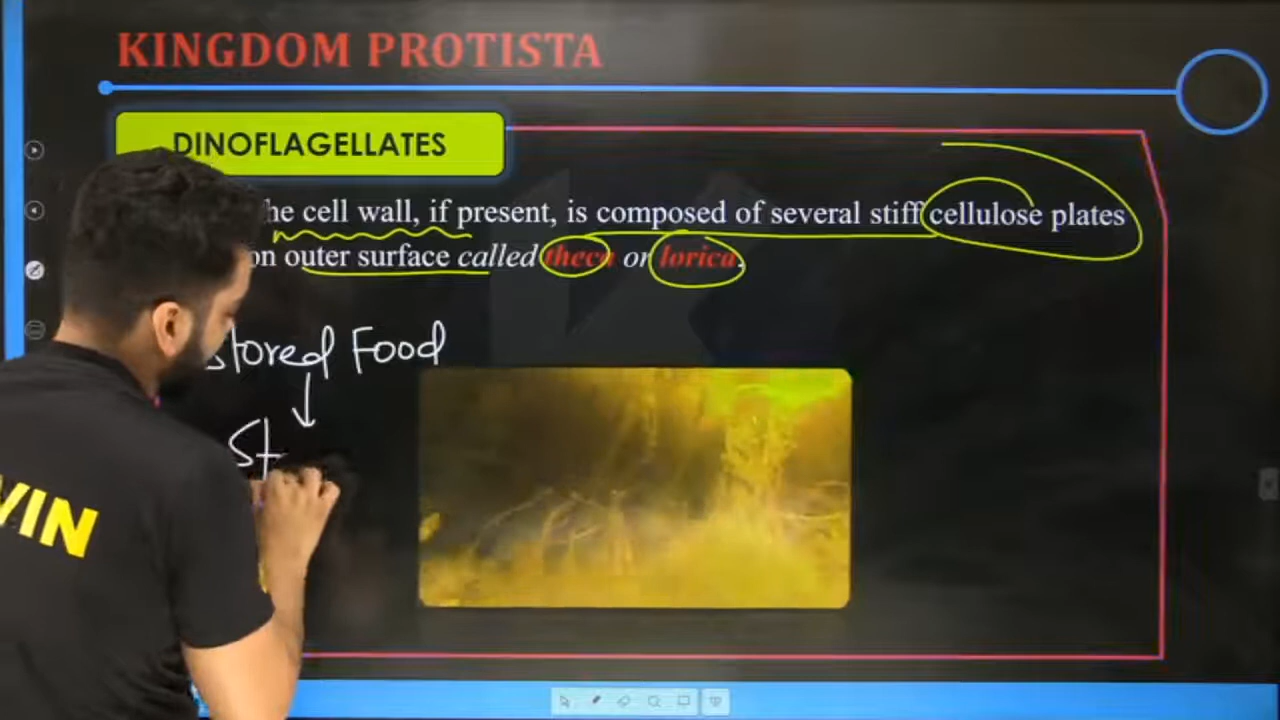 KINGDOM PROTISTA
DINOFLAGELLATES
he cell wall, if present, is composed of several stiff cellulose plates
on outer surface called theca or lorica.
Stored Food
St
VIN